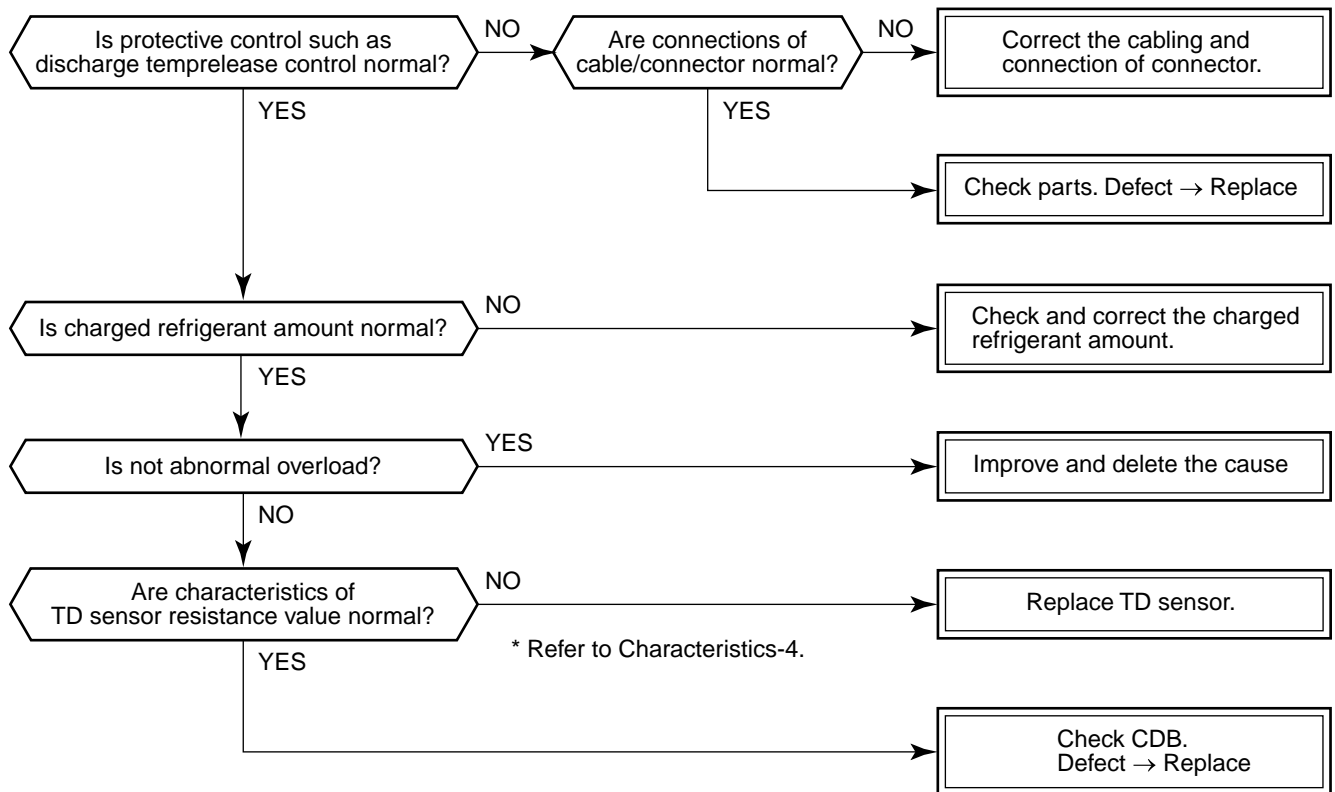 Is protective control such as
discharge temprelease control normal?
NO
Are connections of
cable/connector normal?
NO
Correct the cabling and
connection of connector.
YES
YES
Check parts. Defect → Replace
Is charged refrigerant amount normal?
NO
Check and correct the charged
refrigerant amount.
YES
Is not abnormal overload?
YES
Improve and delete the cause
NO
Are characteristics of
TD sensor resistance value normal?
NO
Replace TD sensor.
* Refer to Characteristics-4.
YES
Check CDB.
Defect → Replace